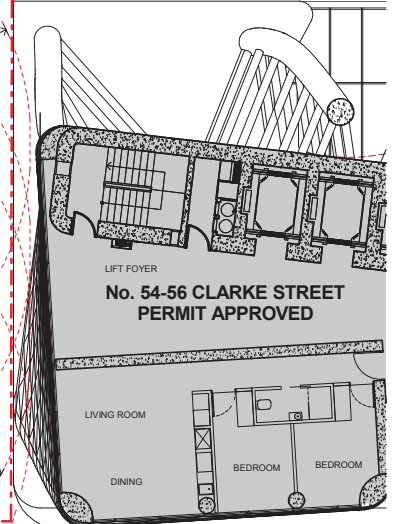 LIFT FOYER
No. 54-56 CLARKE STREET
PERMIT APPROVED
LIVING ROOM
DINING
BEDROOM
BEDROOM